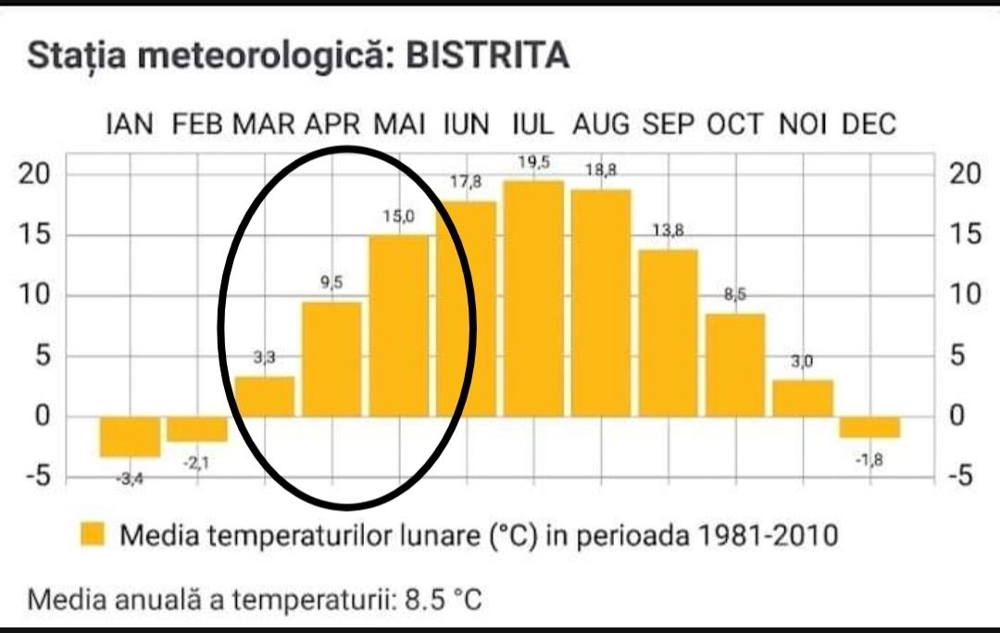 Stația meteorologică: BISTRITA
IAN FEB MAR APR MAI IUN IUL AUG SEP OCT NOI DEC
20 19,5 18,8 20
17,8
15 15,0 13,8 15
10 9,5 8,5 10
5 3,3 3,0 5
0 0
-5 -3,4 -2,1 -1,8 -5
Media temperaturilor lunare (°C) in perioada 1981-2010
Media anuală a temperaturii: 8.5 °C